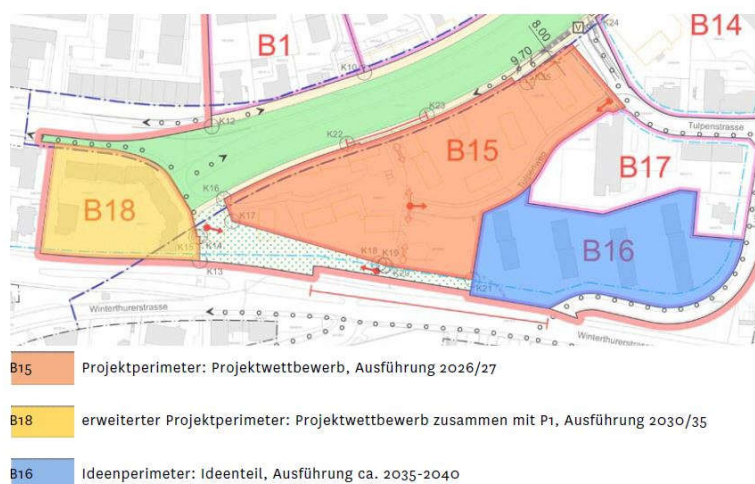 K24
8.00
B14
B1
9.70
K25
K10
K12
K23
Tulpenstrasse
K22
B15
B17
Tulpenweg
B18
K16
K17
B16
K15
K14
K18
K19
K13
K20
K21
Winterthurerstrasse
Winterthurerstrasse
B15 Projektperimeter: Projektwettbewerb, Ausführung 2026/27
B18 erweiterter Projektperimeter: Projektwettbewerb zusammen mit P1, Ausführung 2030/35
B16 Ideenperimeter: Ideenteil, Ausführung ca. 2035-2040